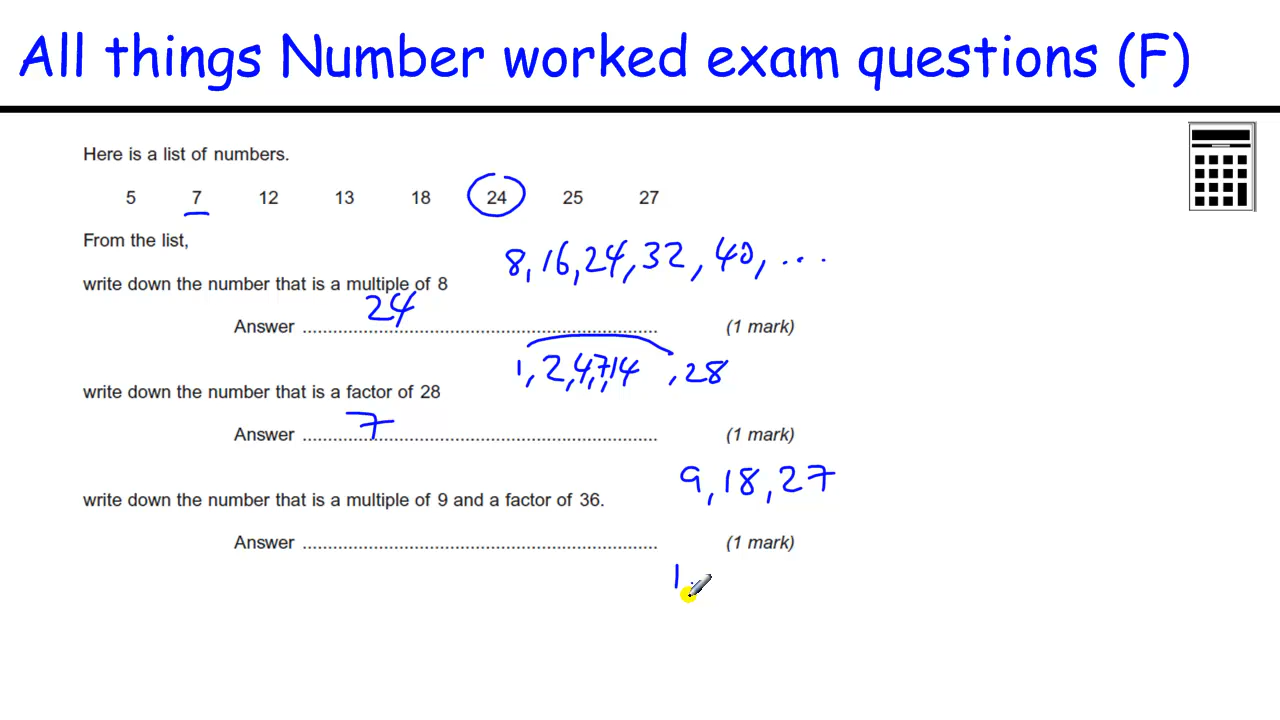 All things Number worked exam questions (F)
Here is a list of numbers.
5 7 12 13 18 24 25 27
From the list,
8, 16, 24, 32, 40, ...
write down the number that is a multiple of 8
24
Answer ...................................................................... (1 mark)
1, 2, 4, 7, 14 , 28
write down the number that is a factor of 28
7
Answer ...................................................................... (1 mark)
9, 18, 27
write down the number that is a multiple of 9 and a factor of 36.
Answer ...................................................................... (1 mark)
1,